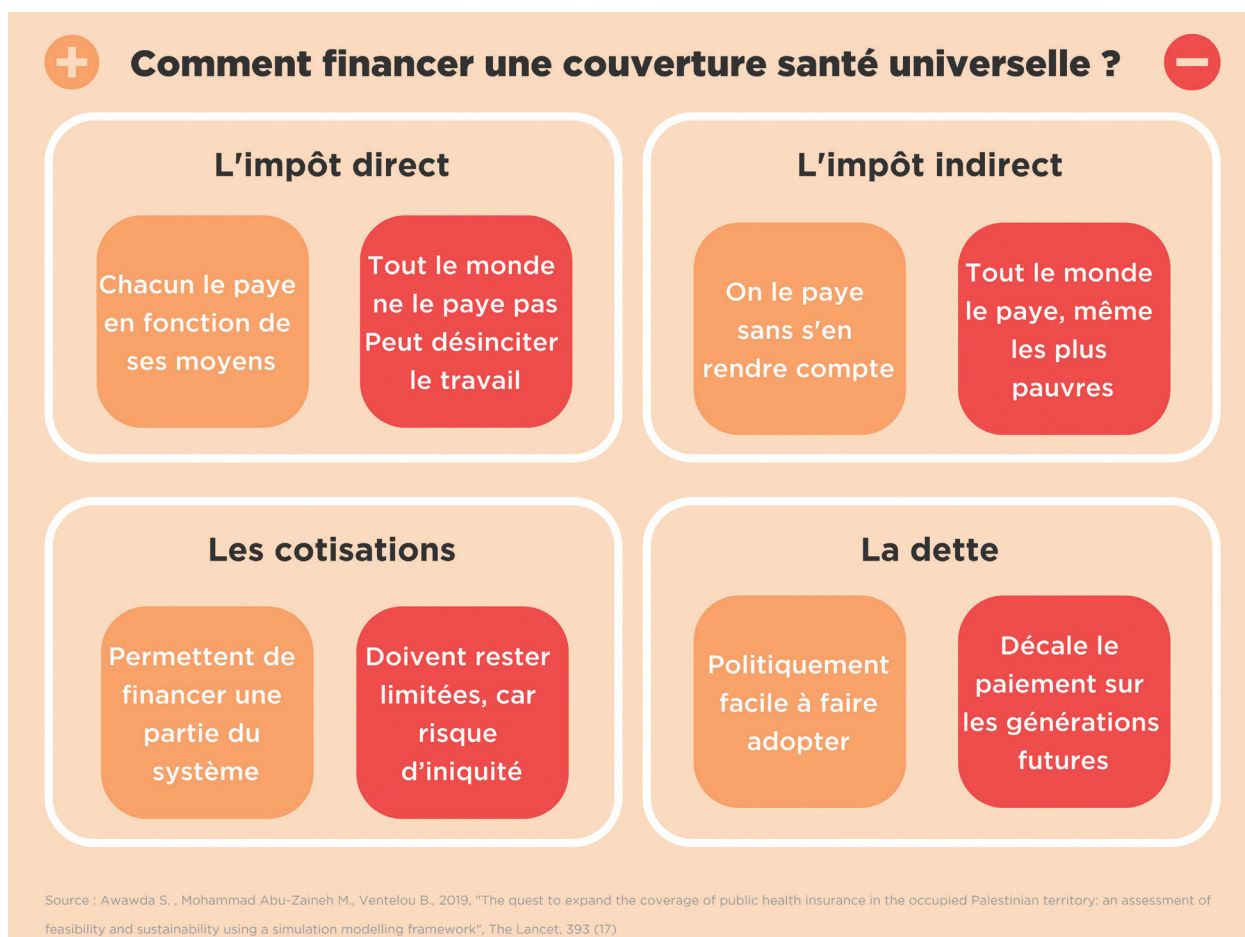 Comment financer une couverture santé universelle ?
L'impôt direct
Chacun le paye
en fonction de
ses moyens
Tout le monde
ne le paye pas
Peut désinciter
le travail
L'impôt indirect
On le paye
sans s'en
rendre compte
Tout le monde
le paye, même
les plus
pauvres
Les cotisations
Permettent de
financer une
partie du
système
Doivent rester
limitées, car
risque
d’iniquité
La dette
Politiquement
facile à faire
adopter
Décale le
paiement sur
les générations
futures
Source : Awawda S. , Mohammad Abu-Zaineh M., Ventelou B., 2019, "The quest to expand the coverage of public health insurance in the occupied Palestinian territory: an assessment of
feasibility and sustainability using a simulation modelling framework", The Lancet, 393 (17)